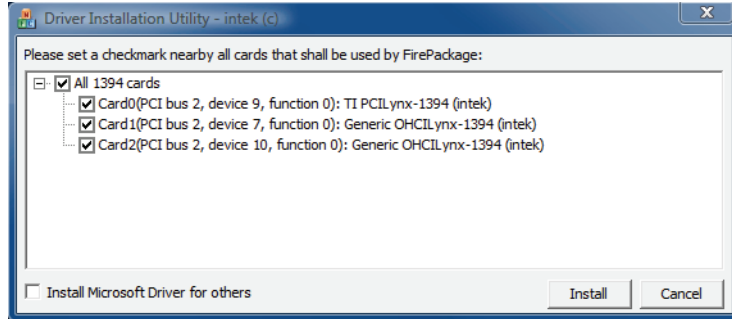 Driver Installation Utility - intek (c)
Please set a checkmark nearby all cards that shall be used by FirePackage:
All 1394 cards
Card0(PCI bus 2, device 9, function 0): TI PCILynx-1394 (intek)
Card1(PCI bus 2, device 7, function 0): Generic OHCILynx-1394 (intek)
Card2(PCI bus 2, device 10, function 0): Generic OHCILynx-1394 (intek)
Install Microsoft Driver for others
Install
Cancel